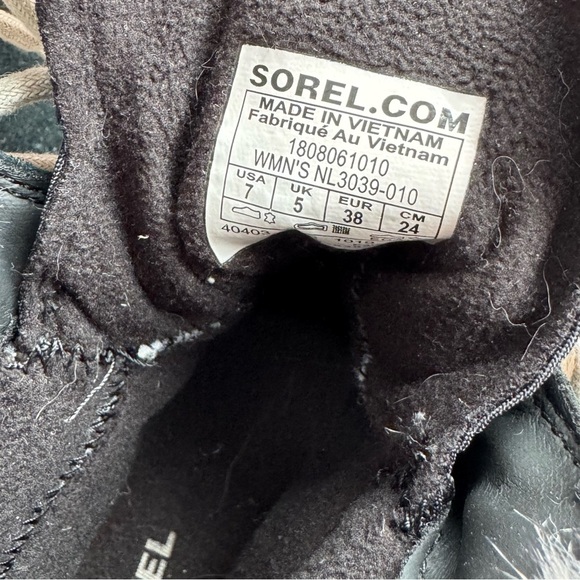 SOREL.COM
MADE IN VIETNAM
Fabriqué Au Vietnam
1808061010
WMN'S NL3039-010
USA UK EUR CM
7 5 38 24
EL